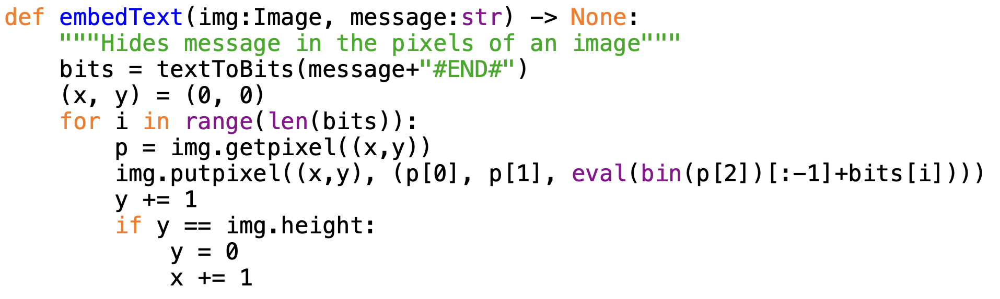 def embedText(img:Image, message:str) -> None:
    """Hides message in the pixels of an image"""
    bits = textToBits(message+"#END#")
    (x, y) = (0, 0)
    for i in range(len(bits)):
        p = img.getpixel((x,y))
        img.putpixel((x,y), (p[0], p[1], eval(bin(p[2])[:-1]+bits[i])))
        y += 1
        if y == img.height:
            y = 0
            x += 1